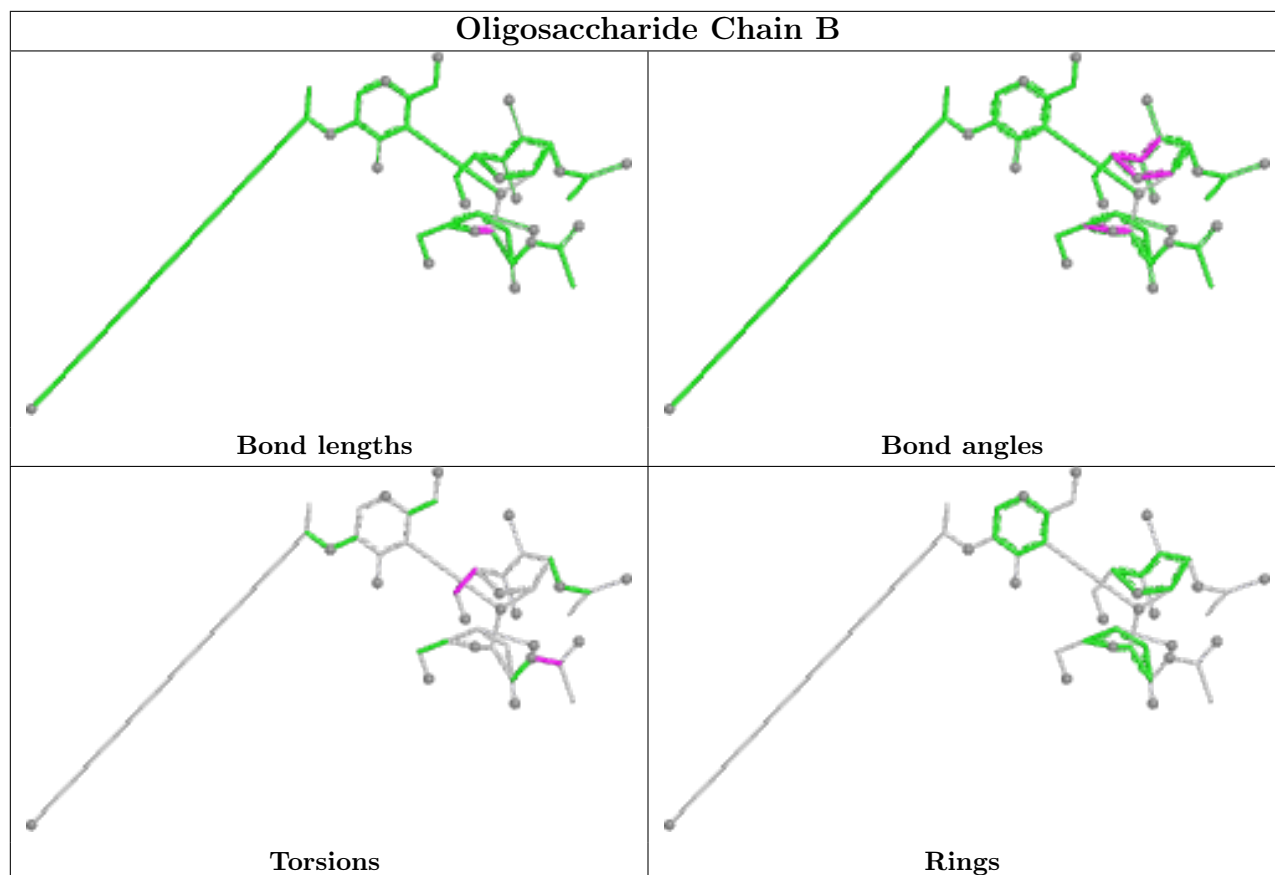 Oligosaccharide Chain B
Bond lengths
Bond angles
Torsions
Rings